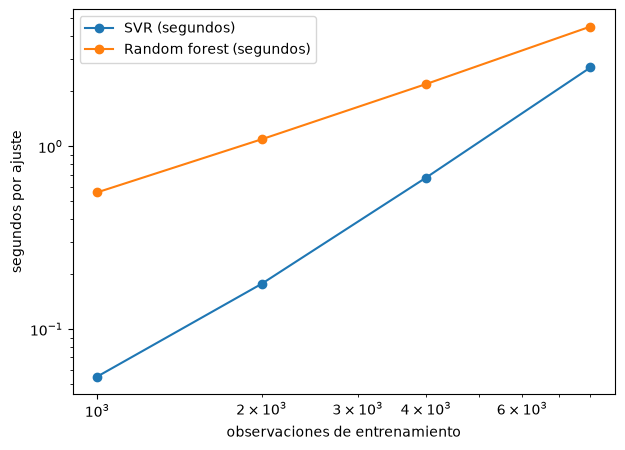 SVR (segundos)
Random forest (segundos)
segundos por ajuste
10⁰
10⁻¹
10³
2 × 10³
3 × 10³
4 × 10³
6 × 10³
observaciones de entrenamiento